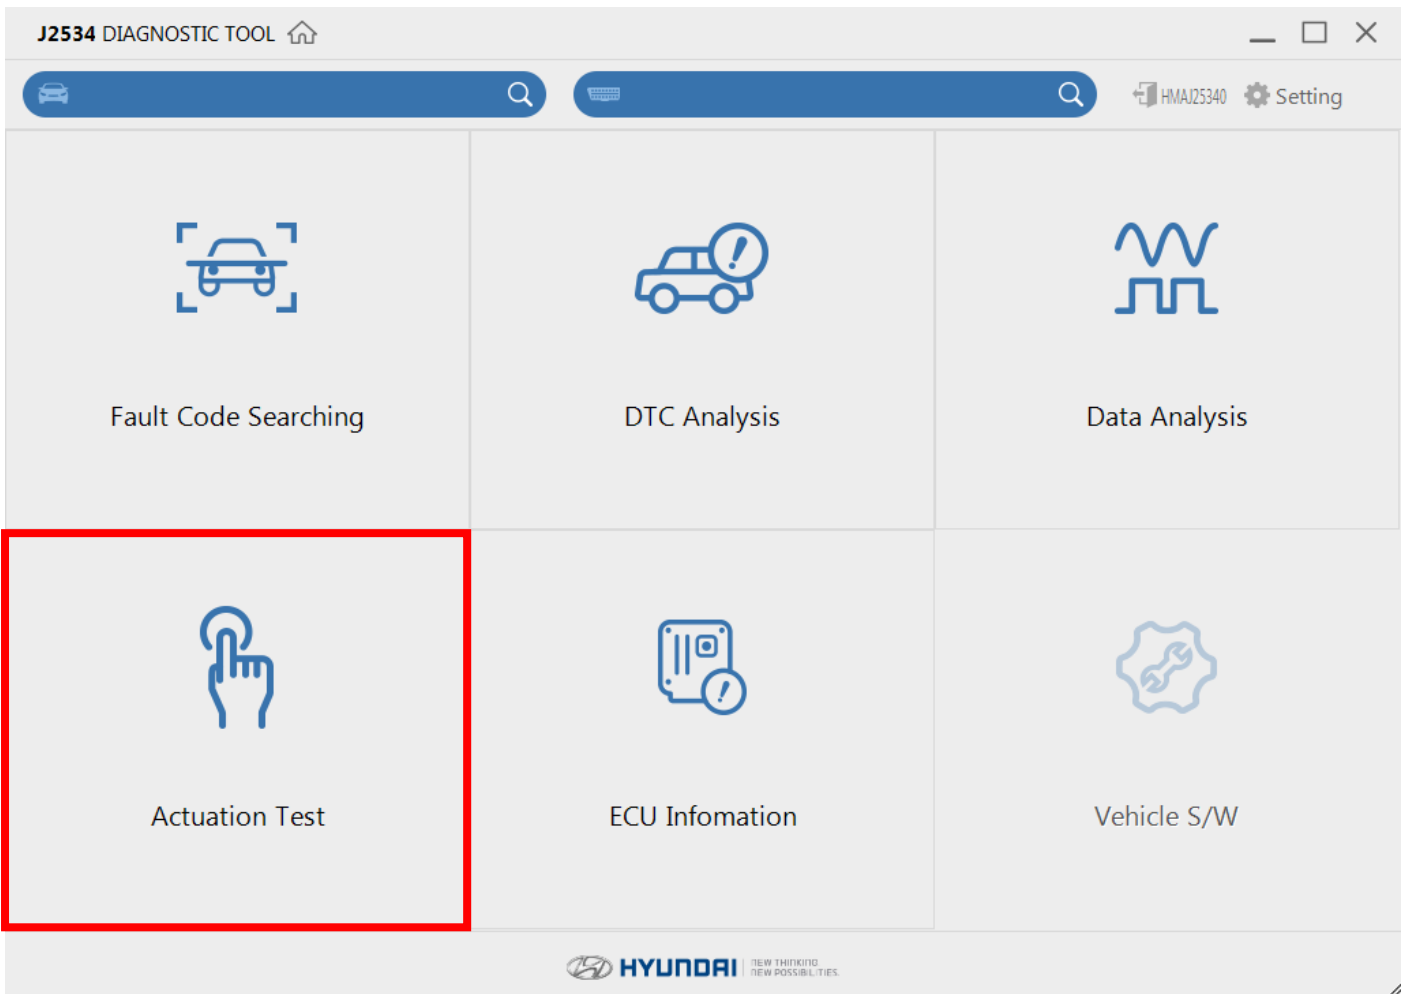 J2534 DIAGNOSTIC TOOL
HMAJ25340 Setting
Fault Code Searching
DTC Analysis
Data Analysis
Actuation Test
ECU Infomation
Vehicle S/W
HYUNDAI
NEW THINKING
NEW POSSIBILITIES.